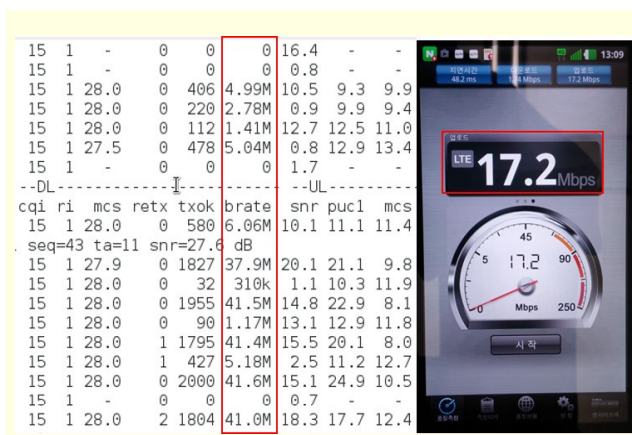 15 1 - 0 0 0 16.4 - -
15 1 - 0 0 0 0.8 - -
15 1 28.0 0 406 4.99M 10.5 9.3 9.9
15 1 28.0 0 220 2.78M 0.9 9.9 9.4
15 1 28.0 0 112 1.41M 12.7 12.5 11.0
15 1 27.5 0 478 5.04M 0.8 12.9 13.4
15 1 - 0 0 0 1.7 - -
--DL-----------------------------UL----------
cqi ri mcs retx txok brate snr puc1 mcs
15 1 28.0 0 580 6.06M 10.1 11.1 11.4
. seq=43 ta=11 snr=27.6 dB
15 1 27.9 0 1827 37.9M 20.1 21.1 9.8
15 1 28.0 0 32 310k 1.1 10.3 11.9
15 1 28.0 0 1955 41.5M 14.8 22.9 8.1
15 1 28.0 0 90 1.17M 13.1 12.9 11.8
15 1 28.0 1 1795 41.4M 15.5 20.1 8.0
15 1 28.0 1 427 5.18M 2.5 11.2 12.7
15 1 28.0 0 2000 41.6M 15.1 24.9 10.5
15 1 - 0 0 0 0.7 - -
15 1 28.0 2 1804 41.0M 18.3 17.7 12.4
N 13:09
지연시간 다운로드 업로드
48.2 ms Mbps 17.2 Mbps
업로드
LTE 17.2 Mbps
45
5 17.2 90
0 Mbps 250
시작